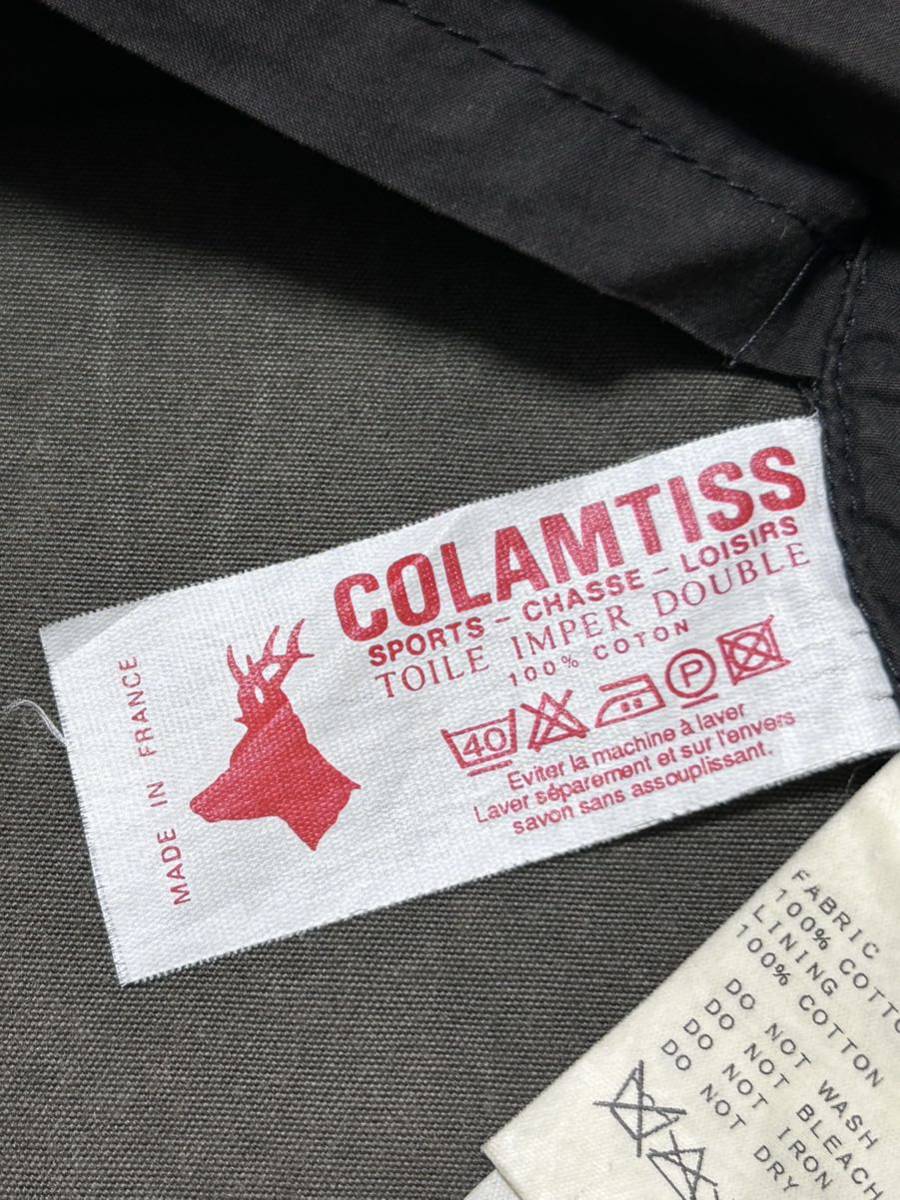 COLAMTISS
SPORTS - CHASSE - LOISIRS
TOILE IMPER DOUBLE
100% COTON
40
P
Eviter la machine à laver
Laver séparement et sur l'envers
savon sans assouplissant.
MADE IN FRANCE
FABRIC
100% COTTO
LINING
100% COTTON
DO NOT WASH
DO NOT BLEACH
DO NOT IRON
DO NOT DRY